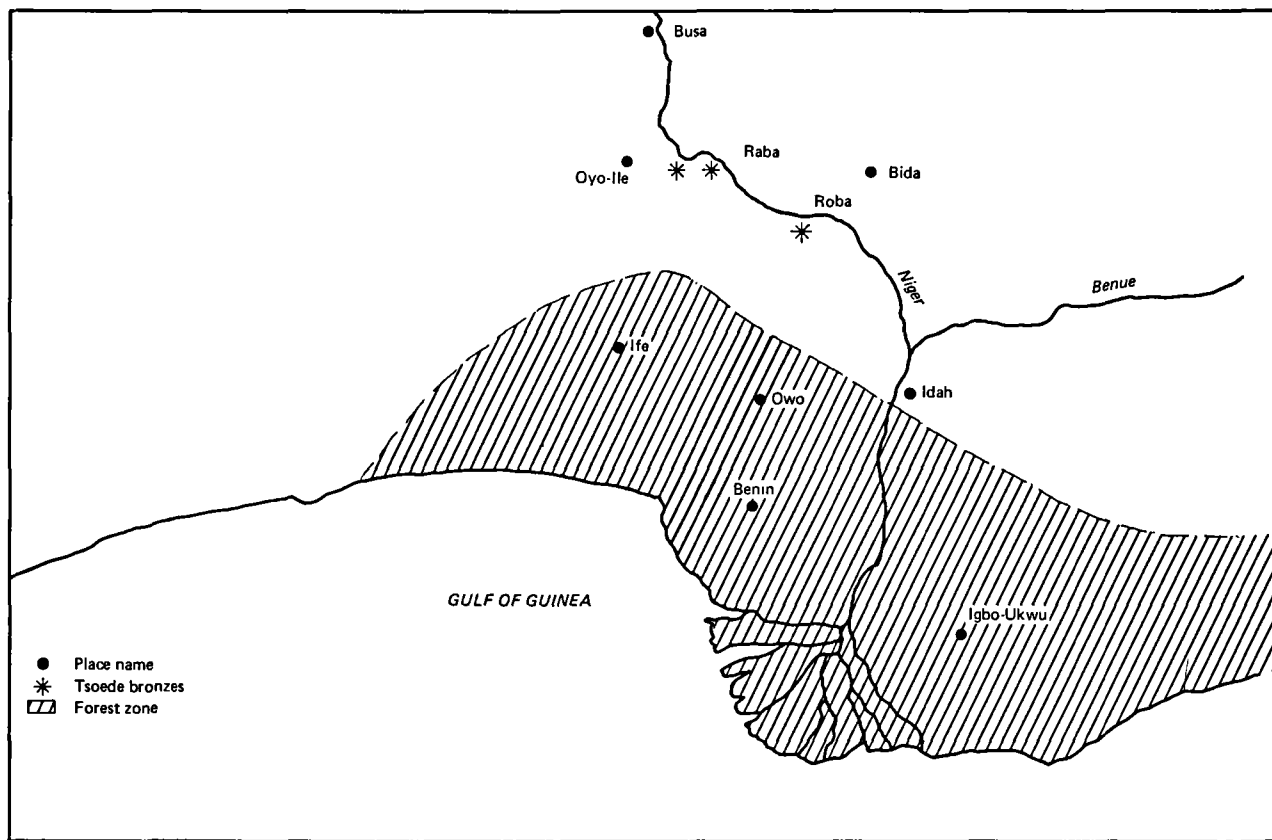 Busa
Raba
Oyo-Ile
Bida
Roba
Niger
Benue
Ife
Idah
Owo
Benin
GULF OF GUINEA
Igbo-Ukwu
Place name
Tsoede bronzes
Forest zone